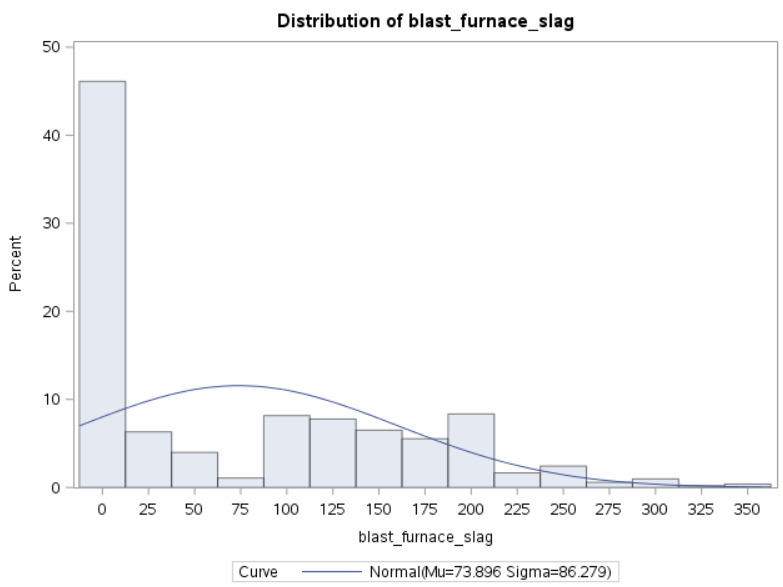 Distribution of blast_furnace_slag
50
40
30
20
10
0
Percent
0 25 50 75 100 125 150 175 200 225 250 275 300 325 350
blast_furnace_slag
Curve Normal(Mu=73.896 Sigma=86.279)